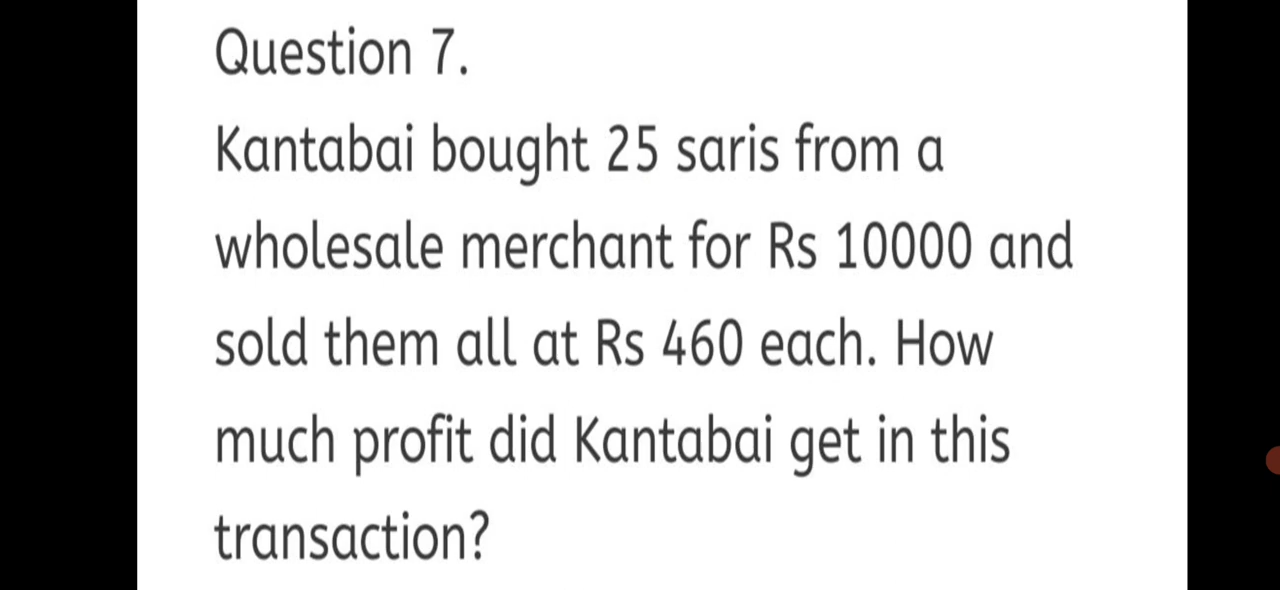 Question 7.
Kantabai bought 25 saris from a
wholesale merchant for Rs 10000 and
sold them all at Rs 460 each. How
much profit did Kantabai get in this
transaction?